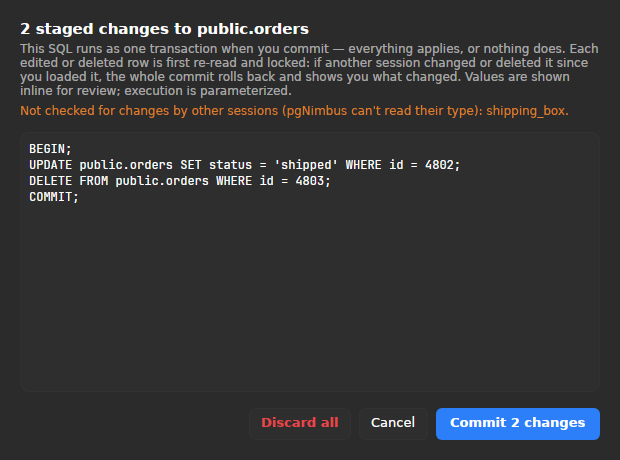 2 staged changes to public.orders
This SQL runs as one transaction when you commit — everything applies, or nothing does. Each
edited or deleted row is first re-read and locked: if another session changed or deleted it since
you loaded it, the whole commit rolls back and shows you what changed. Values are shown
inline for review; execution is parameterized.
Not checked for changes by other sessions (pgNimbus can't read their type): shipping_box.
BEGIN;
UPDATE public.orders SET status = 'shipped' WHERE id = 4802;
DELETE FROM public.orders WHERE id = 4803;
COMMIT;
Discard all
Cancel
Commit 2 changes